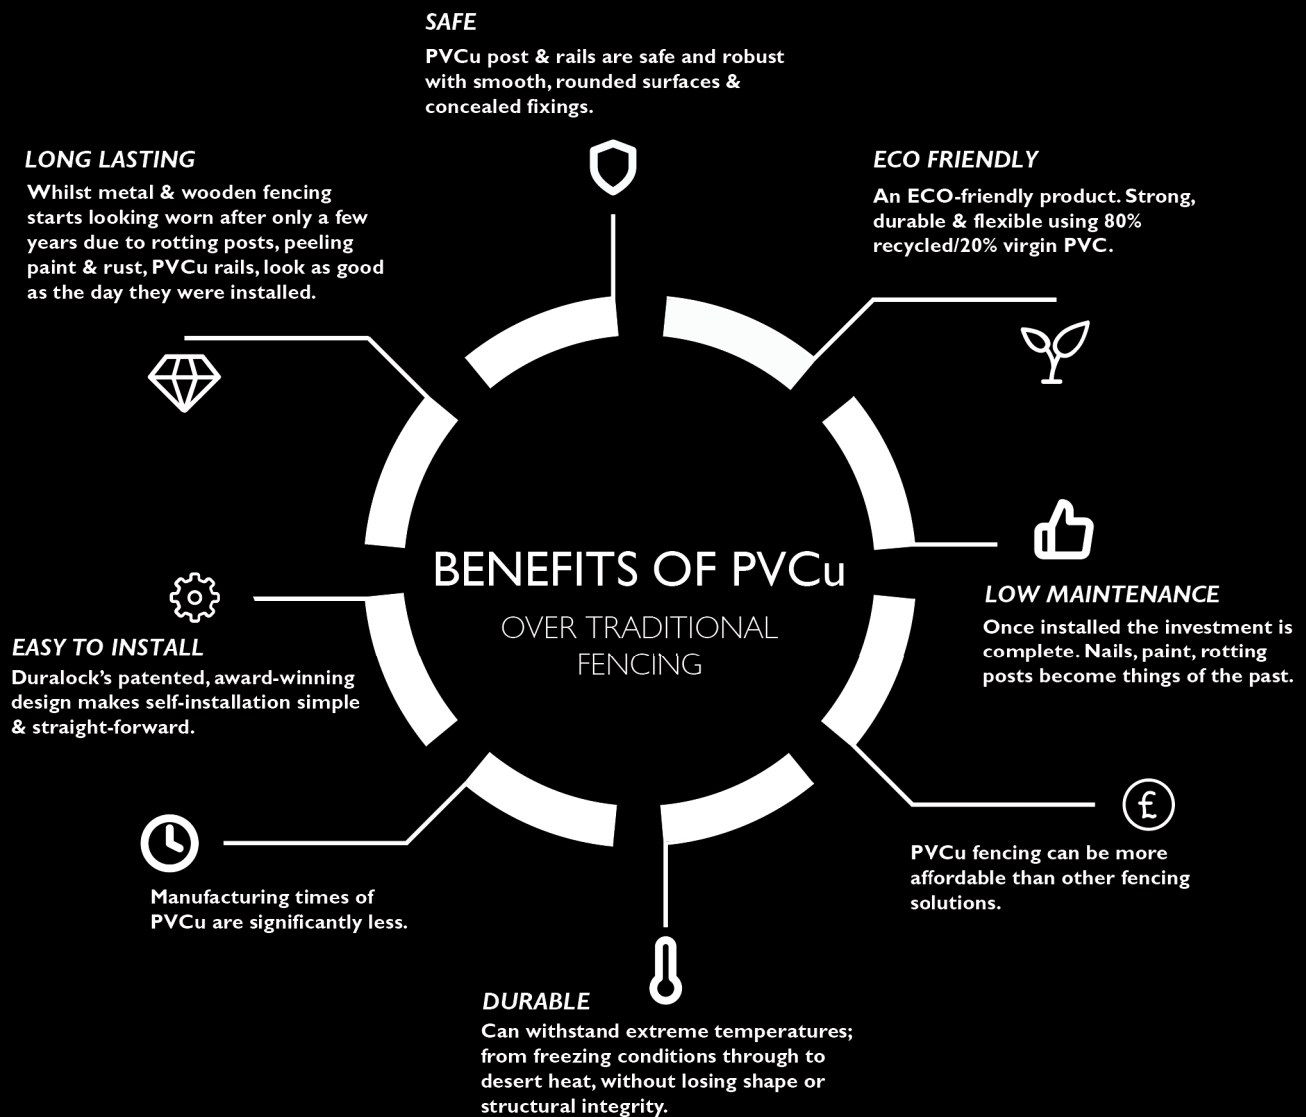 SAFE
PVCu post & rails are safe and robust
with smooth, rounded surfaces &
concealed fixings.
LONG LASTING
Whilst metal & wooden fencing
starts looking worn after only a few
years due to rotting posts, peeling
paint & rust, PVCu rails, look as good
as the day they were installed.
ECO FRIENDLY
An ECO-friendly product. Strong,
durable & flexible using 80%
recycled/20% virgin PVC.
BENEFITS OF PVCu
OVER TRADITIONAL
FENCING
LOW MAINTENANCE
Once installed the investment is
complete. Nails, paint, rotting
posts become things of the past.
EASY TO INSTALL
Duralock's patented, award-winning
design makes self-installation simple
& straight-forward.
£
PVCu fencing can be more
affordable than other fencing
solutions.
Manufacturing times of
PVCu are significantly less.
DURABLE
Can withstand extreme temperatures;
from freezing conditions through to
desert heat, without losing shape or
structural integrity.